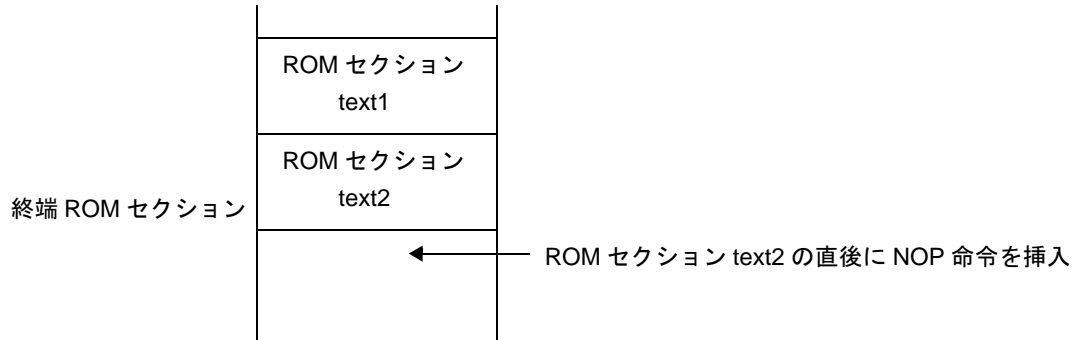 ROM セクション
text1
ROM セクション
text2
終端 ROM セクション
ROM セクション text2 の直後に NOP 命令を挿入